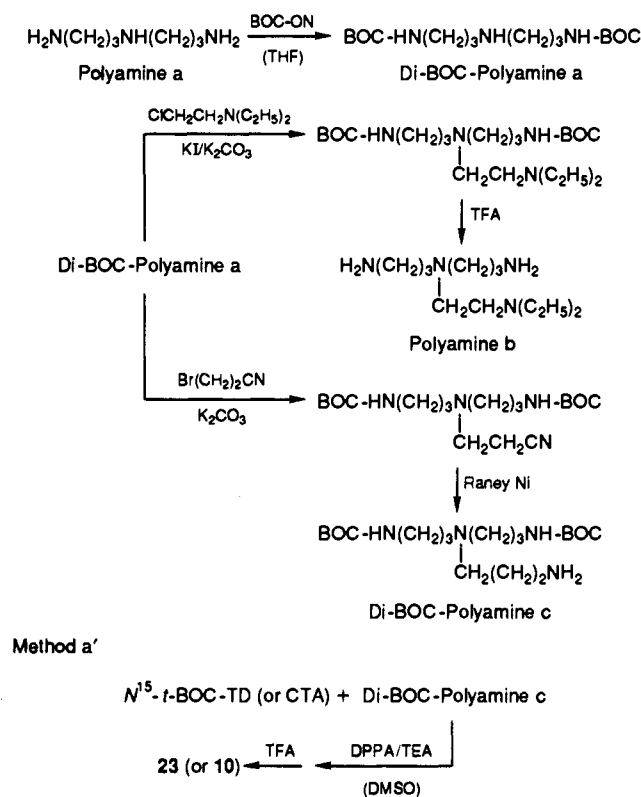 H₂N(CH₂)₃NH(CH₂)₃NH₂ BOC-ON (THF) BOC-HN(CH₂)₃NH(CH₂)₃NH-BOC
Polyamine a Di-BOC-Polyamine a
ClCH₂CH₂N(C₂H₅)₂
KI/K₂CO₃
BOC-HN(CH₂)₃N(CH₂)₃NH-BOC
CH₂CH₂N(C₂H₅)₂
TFA
Di-BOC-Polyamine a
H₂N(CH₂)₃N(CH₂)₃NH₂
CH₂CH₂N(C₂H₅)₂
Polyamine b
Br(CH₂)₂CN
K₂CO₃
BOC-HN(CH₂)₃N(CH₂)₃NH-BOC
CH₂CH₂CN
Raney Ni
BOC-HN(CH₂)₃N(CH₂)₃NH-BOC
CH₂(CH₂)₂NH₂
Di-BOC-Polyamine c
Method a'
N¹⁵-t-BOC-TD (or CTA) + Di-BOC-Polyamine c
23 (or 10) TFA DPPA/TEA
(DMSO)